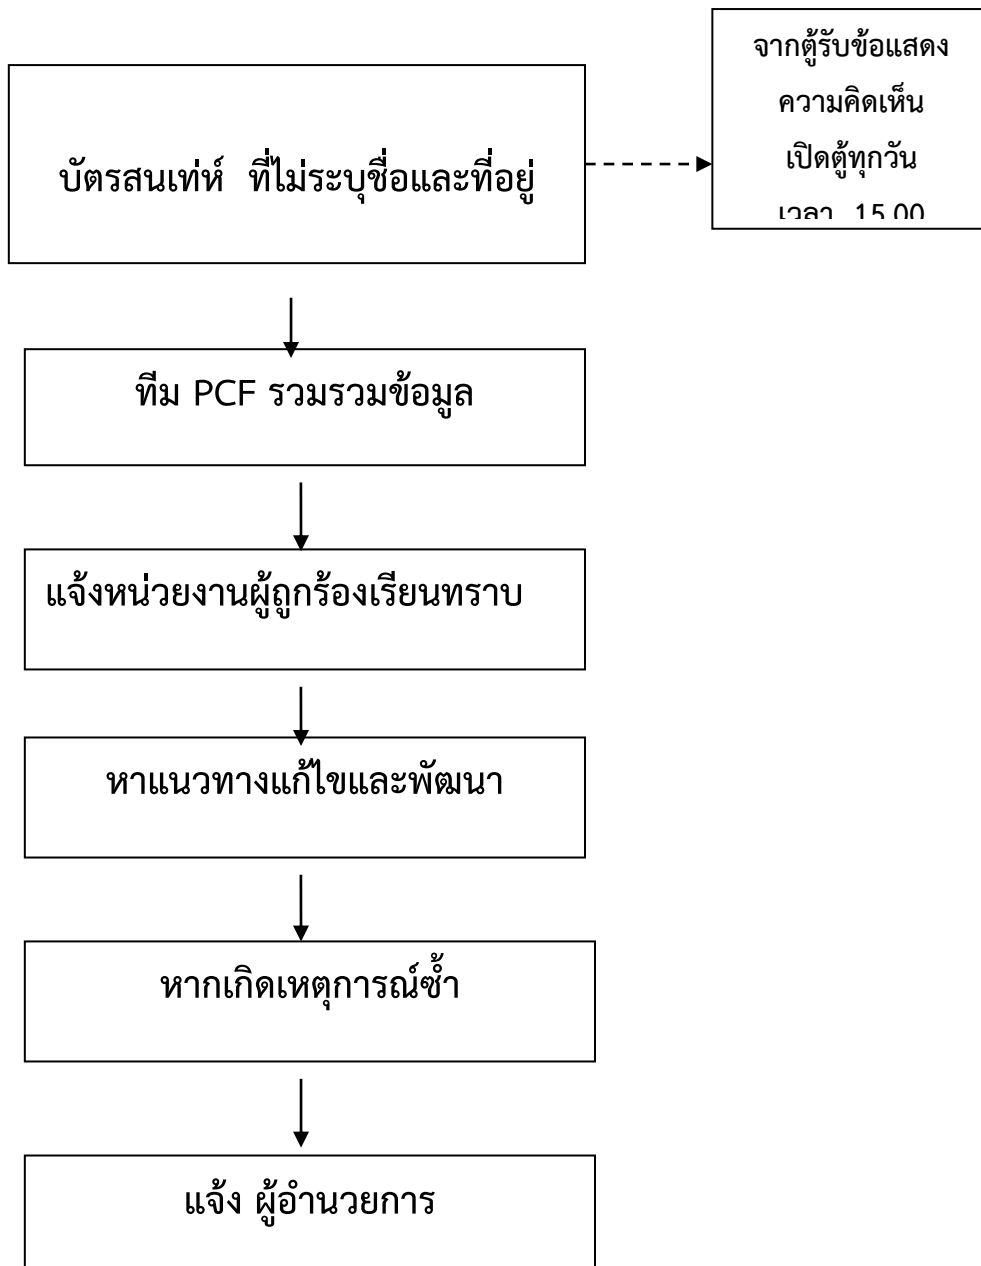 จากตู้รับข้อแสดง
ความคิดเห็น
เปิดตู้ทุกวัน
เวลา 15.00
บัตรสนเท่ห์ ที่ไม่ระบุชื่อและที่อยู่
ทีม PCF รวมรวมข้อมูล
แจ้งหน่วยงานผู้ถูกร้องเรียนทราบ
หาแนวทางแก้ไขและพัฒนา
หากเกิดเหตุการณ์ซ้ำ
แจ้ง ผู้อำนวยการ